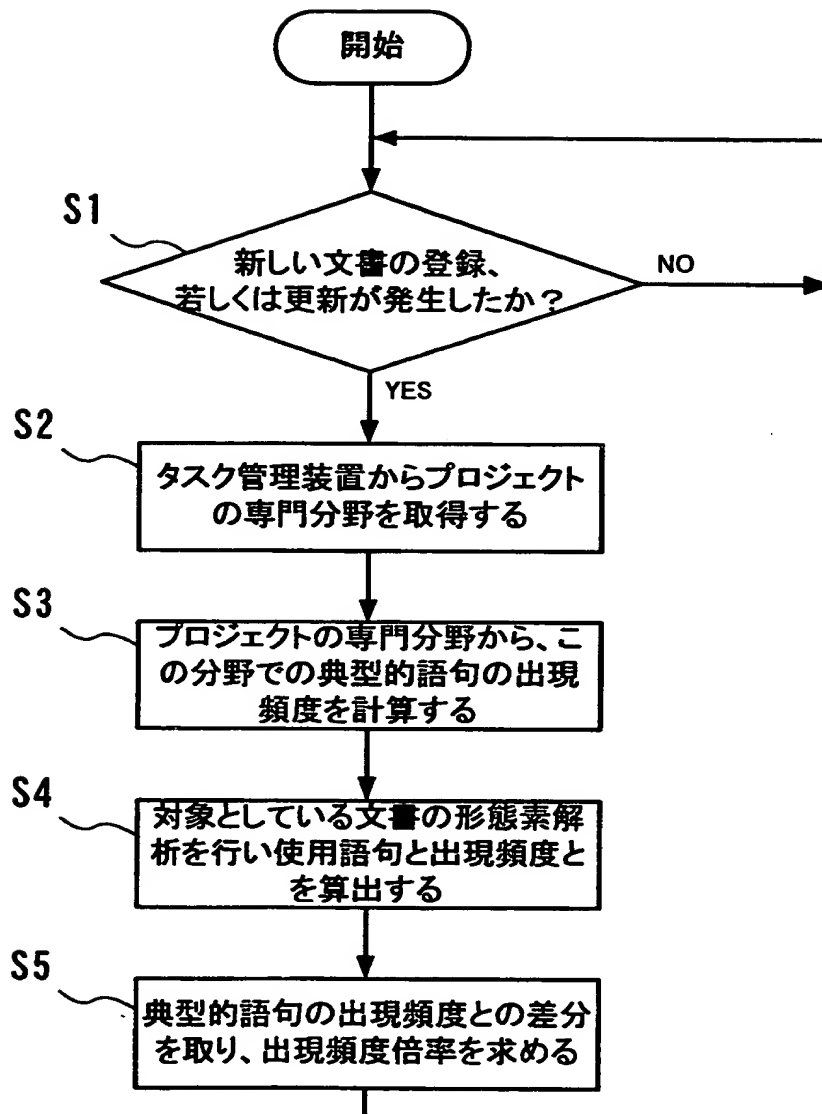 開始
S1
新しい文書の登録、
若しくは更新が発生したか？
NO
YES
S2
タスク管理装置からプロジェクト
の専門分野を取得する
S3
プロジェクトの専門分野から、こ
の分野での典型的語句の出現
頻度を計算する
S4
対象としている文書の形態素解
析を行い使用語句と出現頻度と
を算出する
S5
典型的語句の出現頻度との差分
を取り、出現頻度倍率を求める